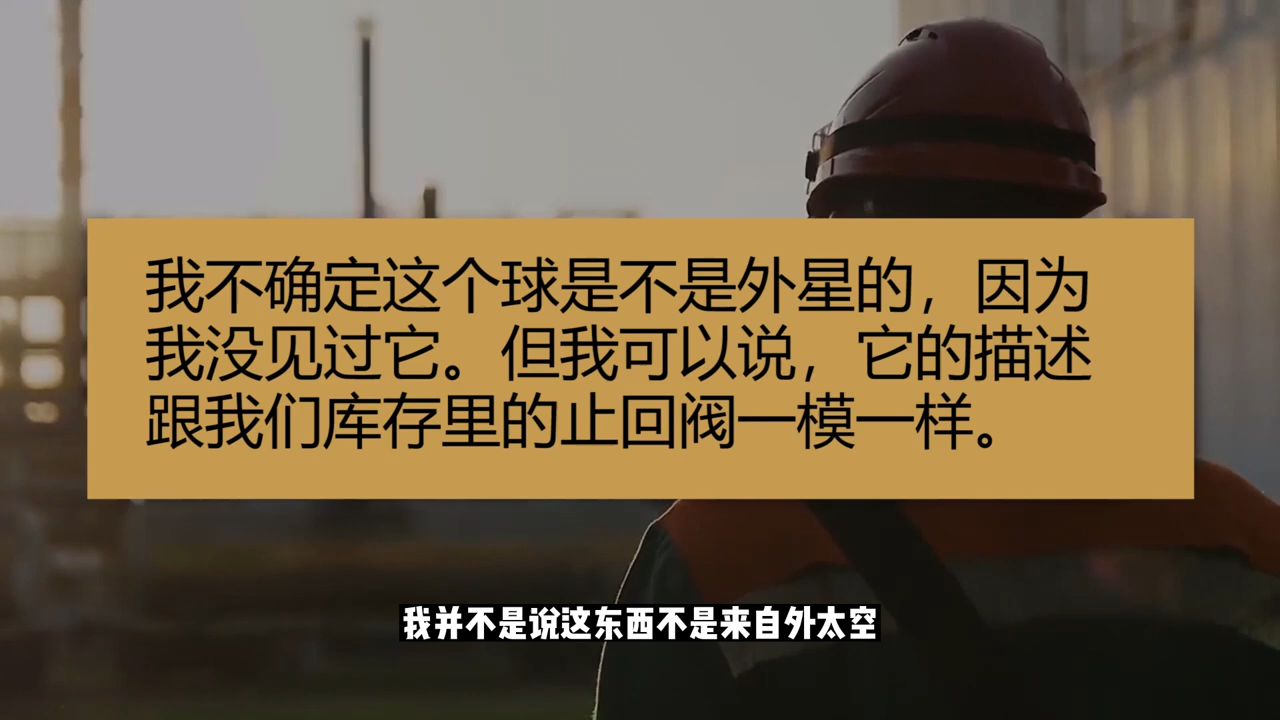 我不确定这个球是不是外星的，因为
我没见过它。但我可以说，它的描述
跟我们库存里的止回阀一模一样。
我并不是说这东西不是来自外太空